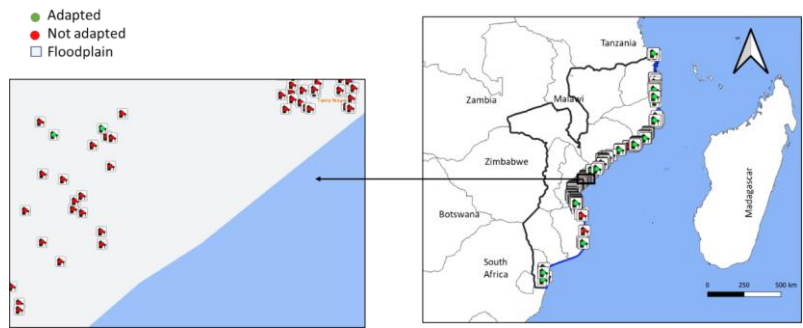 Adapted
Not adapted
Floodplain
Tanzania
Zambia
Malawi
Zimbabwe
Botswana
South
Africa
Madagascar
0 250 500 km